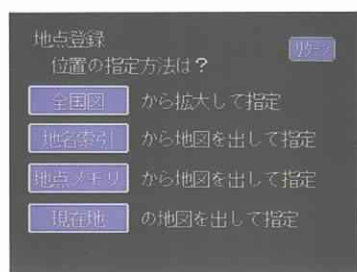 地点登録
リターン
位置の指定方法は？
全国図 から拡大して指定
地名索引 から地図を出して指定
地点メモリ から地図を出して指定
現在地 の地図を出して指定